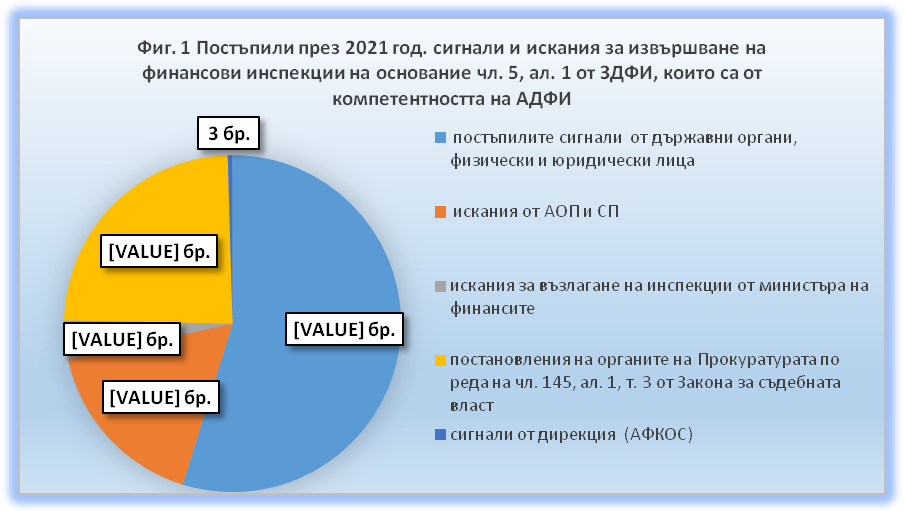 Фиг. 1 Постъпили през 2021 год. сигнали и искания за извършване на
финансови инспекции на основание чл. 5, ал. 1 от ЗДФИ, които са от
компетентността на АДФИ
3 бр.
[VALUE] бр.
[VALUE] бр.
[VALUE] бр.
[VALUE] бр.
постъпилите сигнали от държавни органи,
физически и юридически лица
искания от АОП и СП
искания за възлагане на инспекции от министъра на
финансите
постановления на органите на Прокуратурата по
реда на чл. 145, ал. 1, т. 3 от Закона за съдебната
власт
сигнали от дирекция (АФКОС)